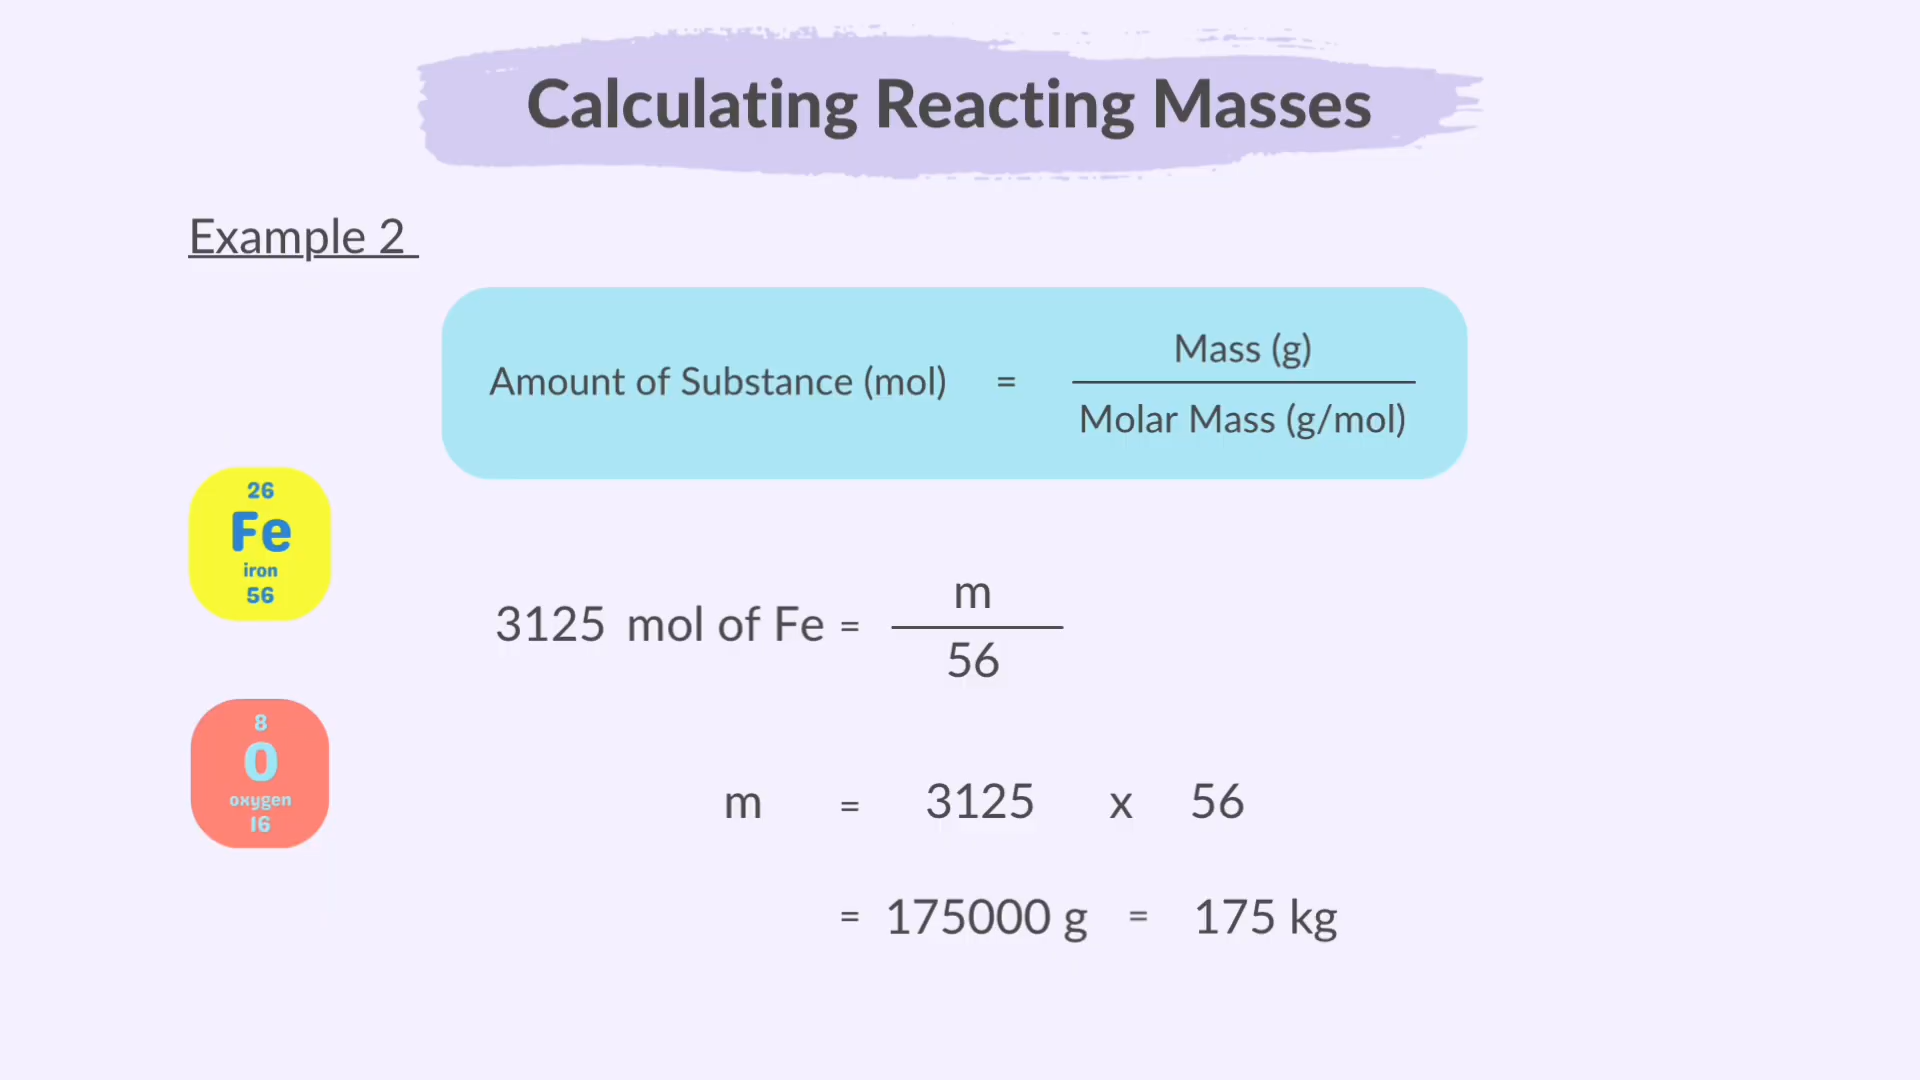 Calculating Reacting Masses
Example 2
Amount of Substance (mol) = Mass (g)
Molar Mass (g/mol)
26
Fe
iron
56
3125 mol of Fe = m
56
8
O
oxygen
16
m = 3125 x 56
= 175000 g = 175 kg